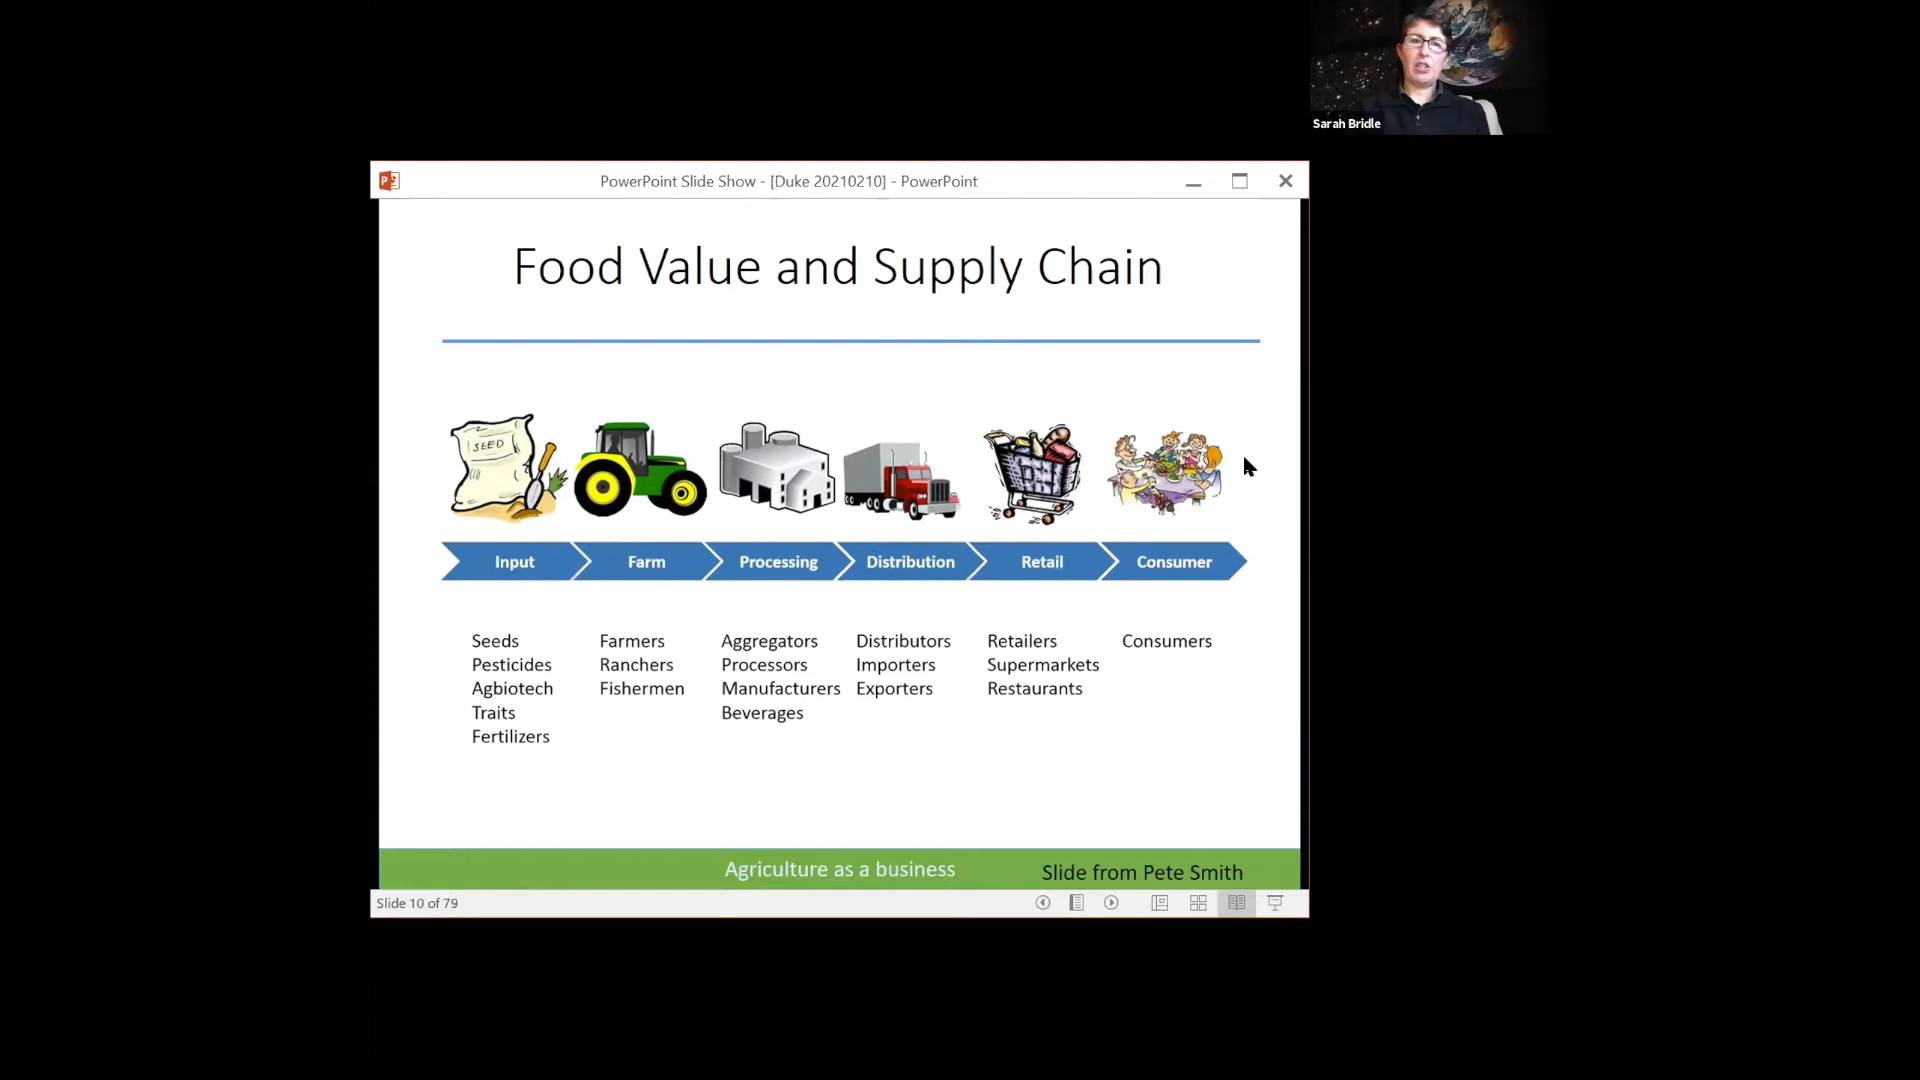 Sarah Bridle
PowerPoint Slide Show - [Duke 20210210] - PowerPoint
Food Value and Supply Chain
SEED
Input
Farm
Processing
Distribution
Retail
Consumer
Seeds
Pesticides
Agbiotech
Traits
Fertilizers
Farmers
Ranchers
Fishermen
Aggregators
Processors
Manufacturers
Beverages
Distributors
Importers
Exporters
Retailers
Supermarkets
Restaurants
Consumers
Agriculture as a business
Slide from Pete Smith
Slide 10 of 79